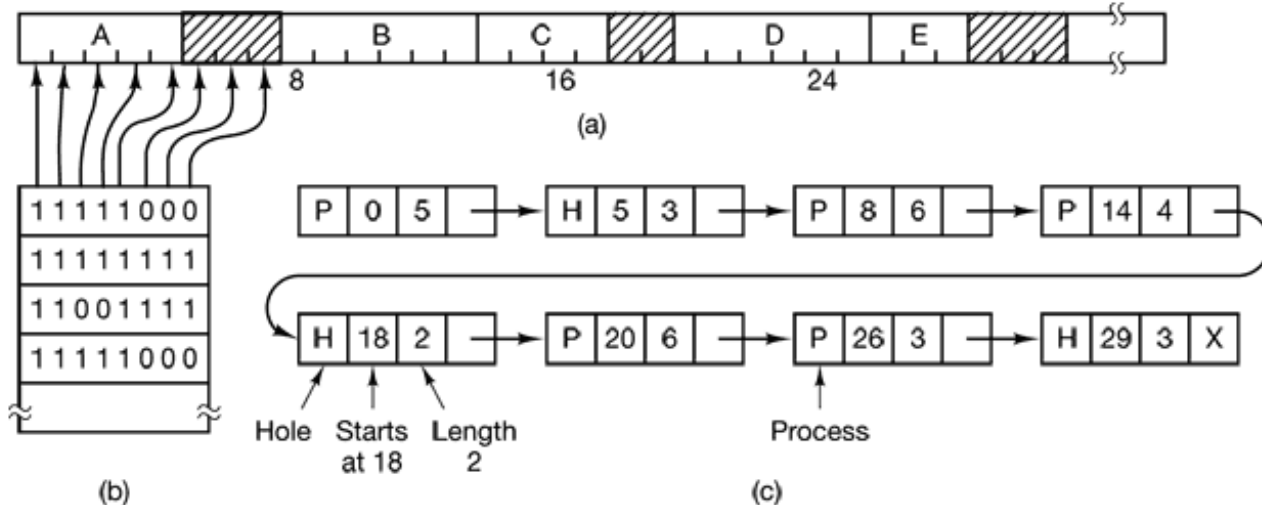 A B C D E
8 16 24
(a)
11111000
11111111
11001111
11111000
(b)
P 0 5 H 5 3 P 8 6 P 14 4
H 18 2 P 20 6 P 26 3 H 29 3 X
Hole Starts at 18 Length 2 Process
(c)